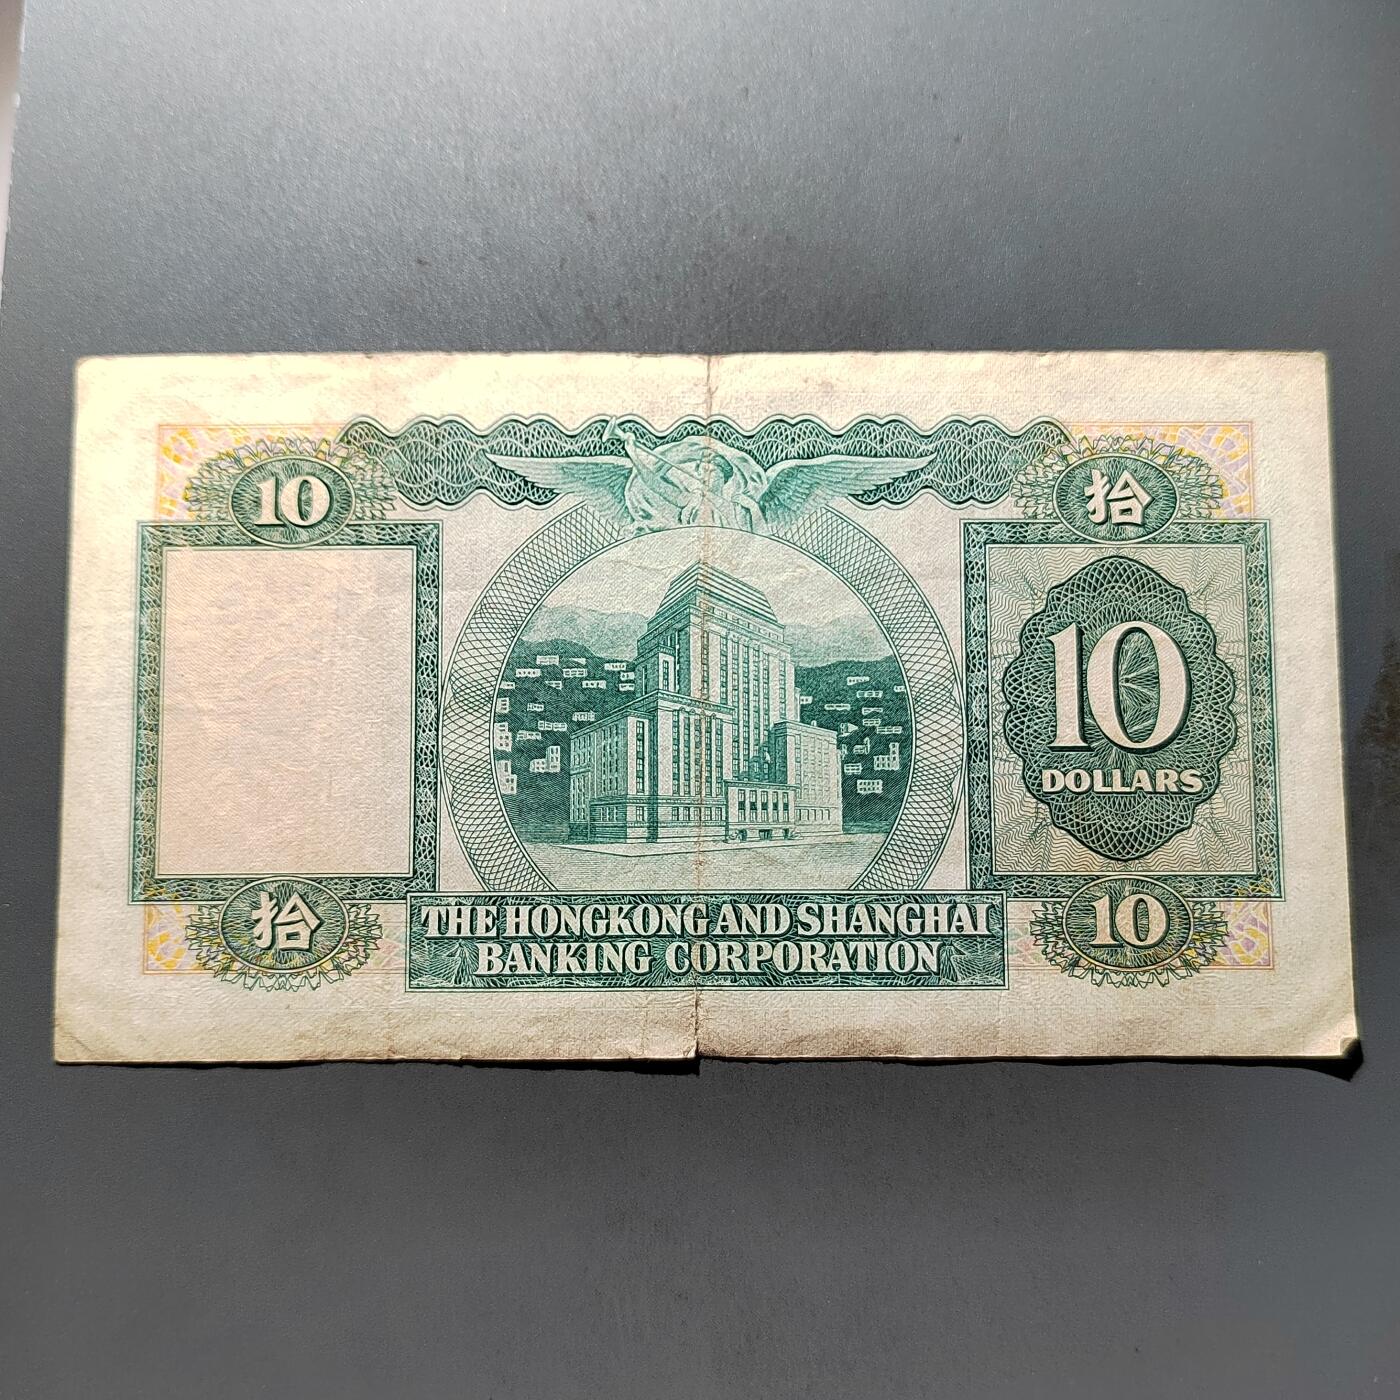 10
拾
10
DOLLARS
拾
10
THE HONGKONG AND SHANGHAI
BANKING CORPORATION